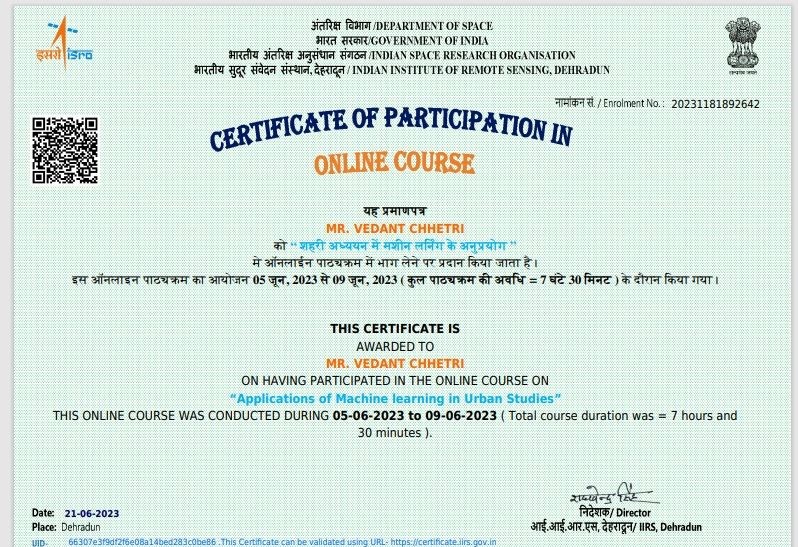 इसरो isro
अंतरिक्ष विभाग /DEPARTMENT OF SPACE
भारत सरकार/GOVERNMENT OF INDIA
भारतीय अंतरिक्ष अनुसंधान संगठन /INDIAN SPACE RESEARCH ORGANISATION
भारतीय सुदूर संवेदन संस्थान, देहरादून / INDIAN INSTITUTE OF REMOTE SENSING, DEHRADUN
सत्यमेव जयते
नामांकन सं. / Enrolment No. : 20231181892642
CERTIFICATE OF PARTICIPATION IN
ONLINE COURSE
यह प्रमाणपत्र
MR. VEDANT CHHETRI
को “ शहरी अध्ययन में मशीन लर्निंग के अनुप्रयोग ”
मे ऑनलाईन पाठ्यक्रम में भाग लेने पर प्रदान किया जाता है।
इस ऑनलाइन पाठ्यक्रम का आयोजन 05 जून, 2023 से 09 जून, 2023 ( कुल पाठ्यक्रम की अवधि = 7 घंटे 30 मिनट ) के दौरान किया गया।
THIS CERTIFICATE IS
AWARDED TO
MR. VEDANT CHHETRI
ON HAVING PARTICIPATED IN THE ONLINE COURSE ON
“Applications of Machine learning in Urban Studies”
THIS ONLINE COURSE WAS CONDUCTED DURING 05-06-2023 to 09-06-2023 ( Total course duration was = 7 hours and
30 minutes ).
निदेशक/ Director
आई.आई.आर.एस, देहरादून/ IIRS, Dehradun
Date: 21-06-2023
Place: Dehradun
UID- 66307e3f9df2f6e08a14bed283c0be86 .This Certificate can be validated using URL- https://certificate.iirs.gov.in